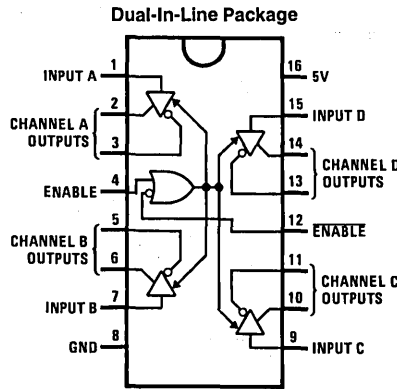 Dual-In-Line Package
INPUT A 1
2
CHANNEL A
OUTPUTS
3
ENABLE 4
5
CHANNEL B
OUTPUTS
6
INPUT B 7
GND 8
16 5V
15 INPUT D
14
CHANNEL D
OUTPUTS
13
12 E̅N̅A̅B̅L̅E̅
11
CHANNEL C
OUTPUTS
10
9 INPUT C